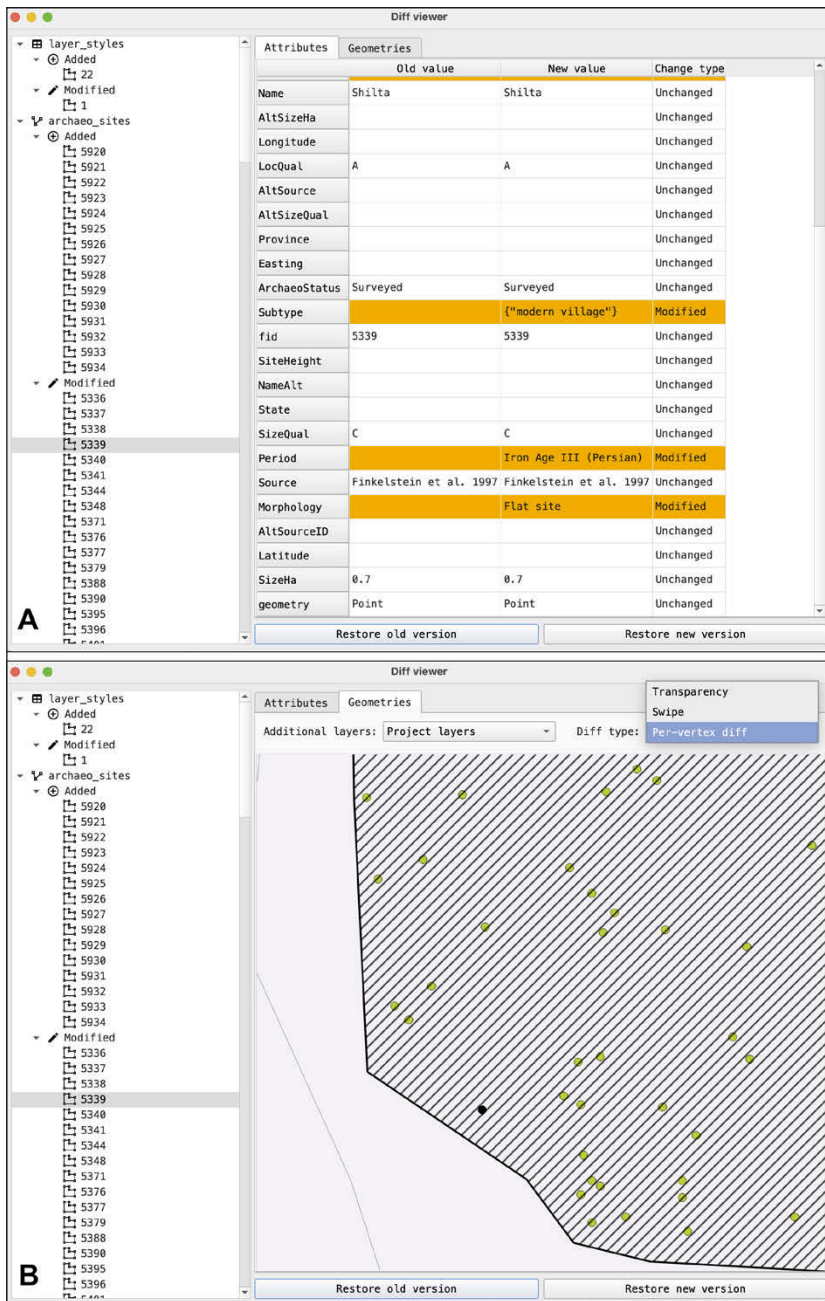 Diff viewer
layer_styles
Added
22
Modified
1
archaeo_sites
Added
5920
5921
5922
5923
5924
5925
5926
5927
5928
5929
5930
5931
5932
5933
5934
Modified
5336
5337
5338
5339
5340
5341
5344
5348
5371
5376
5377
5379
5388
5390
5395
5396
A
Attributes Geometries
Old value New value Change type
Name Shilta Shilta Unchanged
AltSizeHa Unchanged
Longitude Unchanged
LocQual A A Unchanged
AltSource Unchanged
AltSizeQual Unchanged
Province Unchanged
Easting Unchanged
ArchaeoStatus Surveyed Surveyed Unchanged
Subtype {"modern village"} Modified
fid 5339 5339 Unchanged
SiteHeight Unchanged
NameAlt Unchanged
State Unchanged
SizeQual C C Unchanged
Period Iron Age III (Persian) Modified
Source Finkelstein et al. 1997 Finkelstein et al. 1997 Unchanged
Morphology Flat site Modified
AltSourceID Unchanged
Latitude Unchanged
SizeHa 0.7 0.7 Unchanged
geometry Point Point Unchanged
Restore old version Restore new version
Diff viewer
layer_styles
Added
22
Modified
1
archaeo_sites
Added
5920
5921
5922
5923
5924
5925
5926
5927
5928
5929
5930
5931
5932
5933
5934
Modified
5336
5337
5338
5339
5340
5341
5344
5348
5371
5376
5377
5379
5388
5390
5395
5396
B
Attributes Geometries
Additional layers: Project layers Diff type:
Transparency
Swipe
Per-vertex diff
Restore old version Restore new version